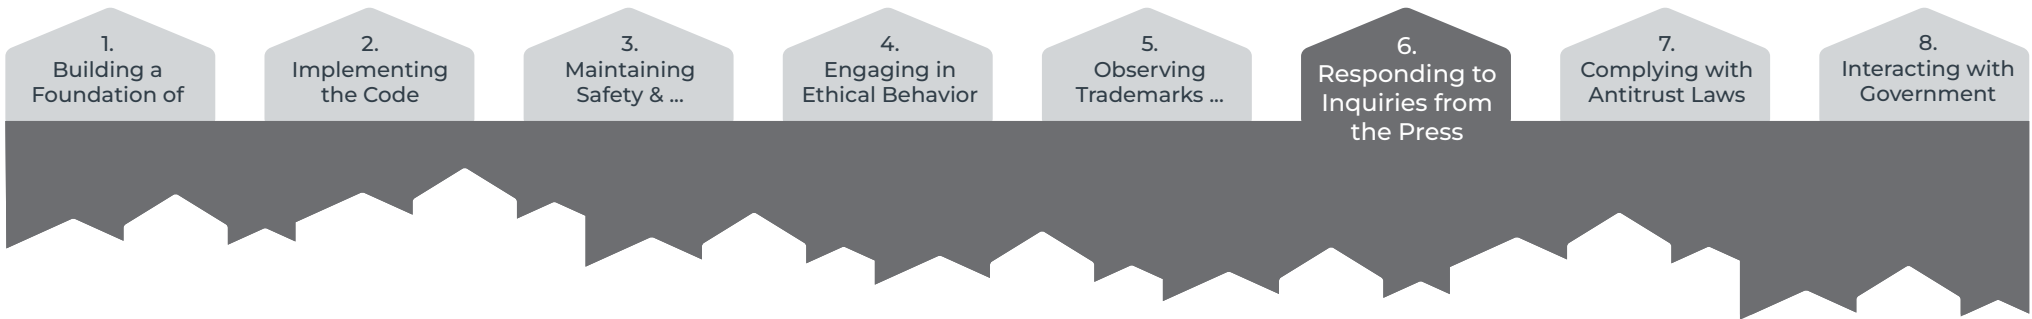 1.
Building a
Foundation of
2.
Implementing
the Code
3.
Maintaining
Safety & ...
4.
Engaging in
Ethical Behavior
5.
Observing
Trademarks ...
6.
Responding to
Inquiries from
the Press
7.
Complying with
Antitrust Laws
8.
Interacting with
Government